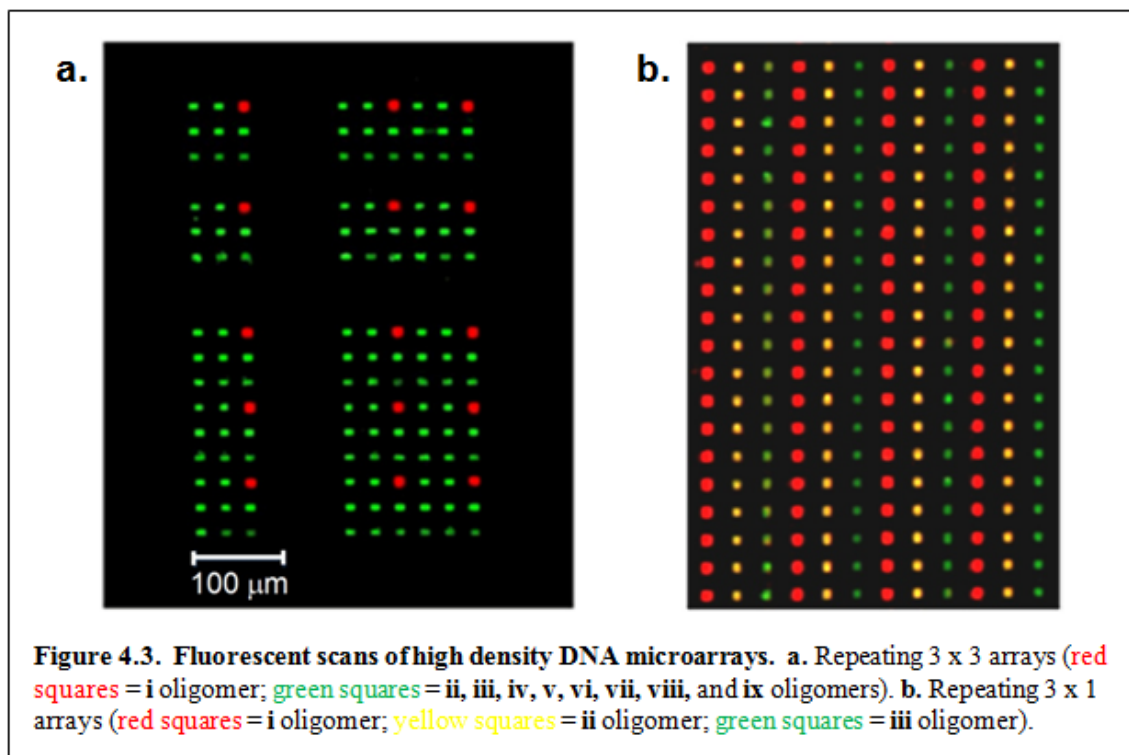 a.
b.
100 μm
Figure 4.3. Fluorescent scans of high density DNA microarrays. a. Repeating 3 x 3 arrays (red
squares = i oligomer; green squares = ii, iii, iv, v, vi, vii, viii, and ix oligomers). b. Repeating 3 x 1
arrays (red squares = i oligomer; yellow squares = ii oligomer; green squares = iii oligomer).